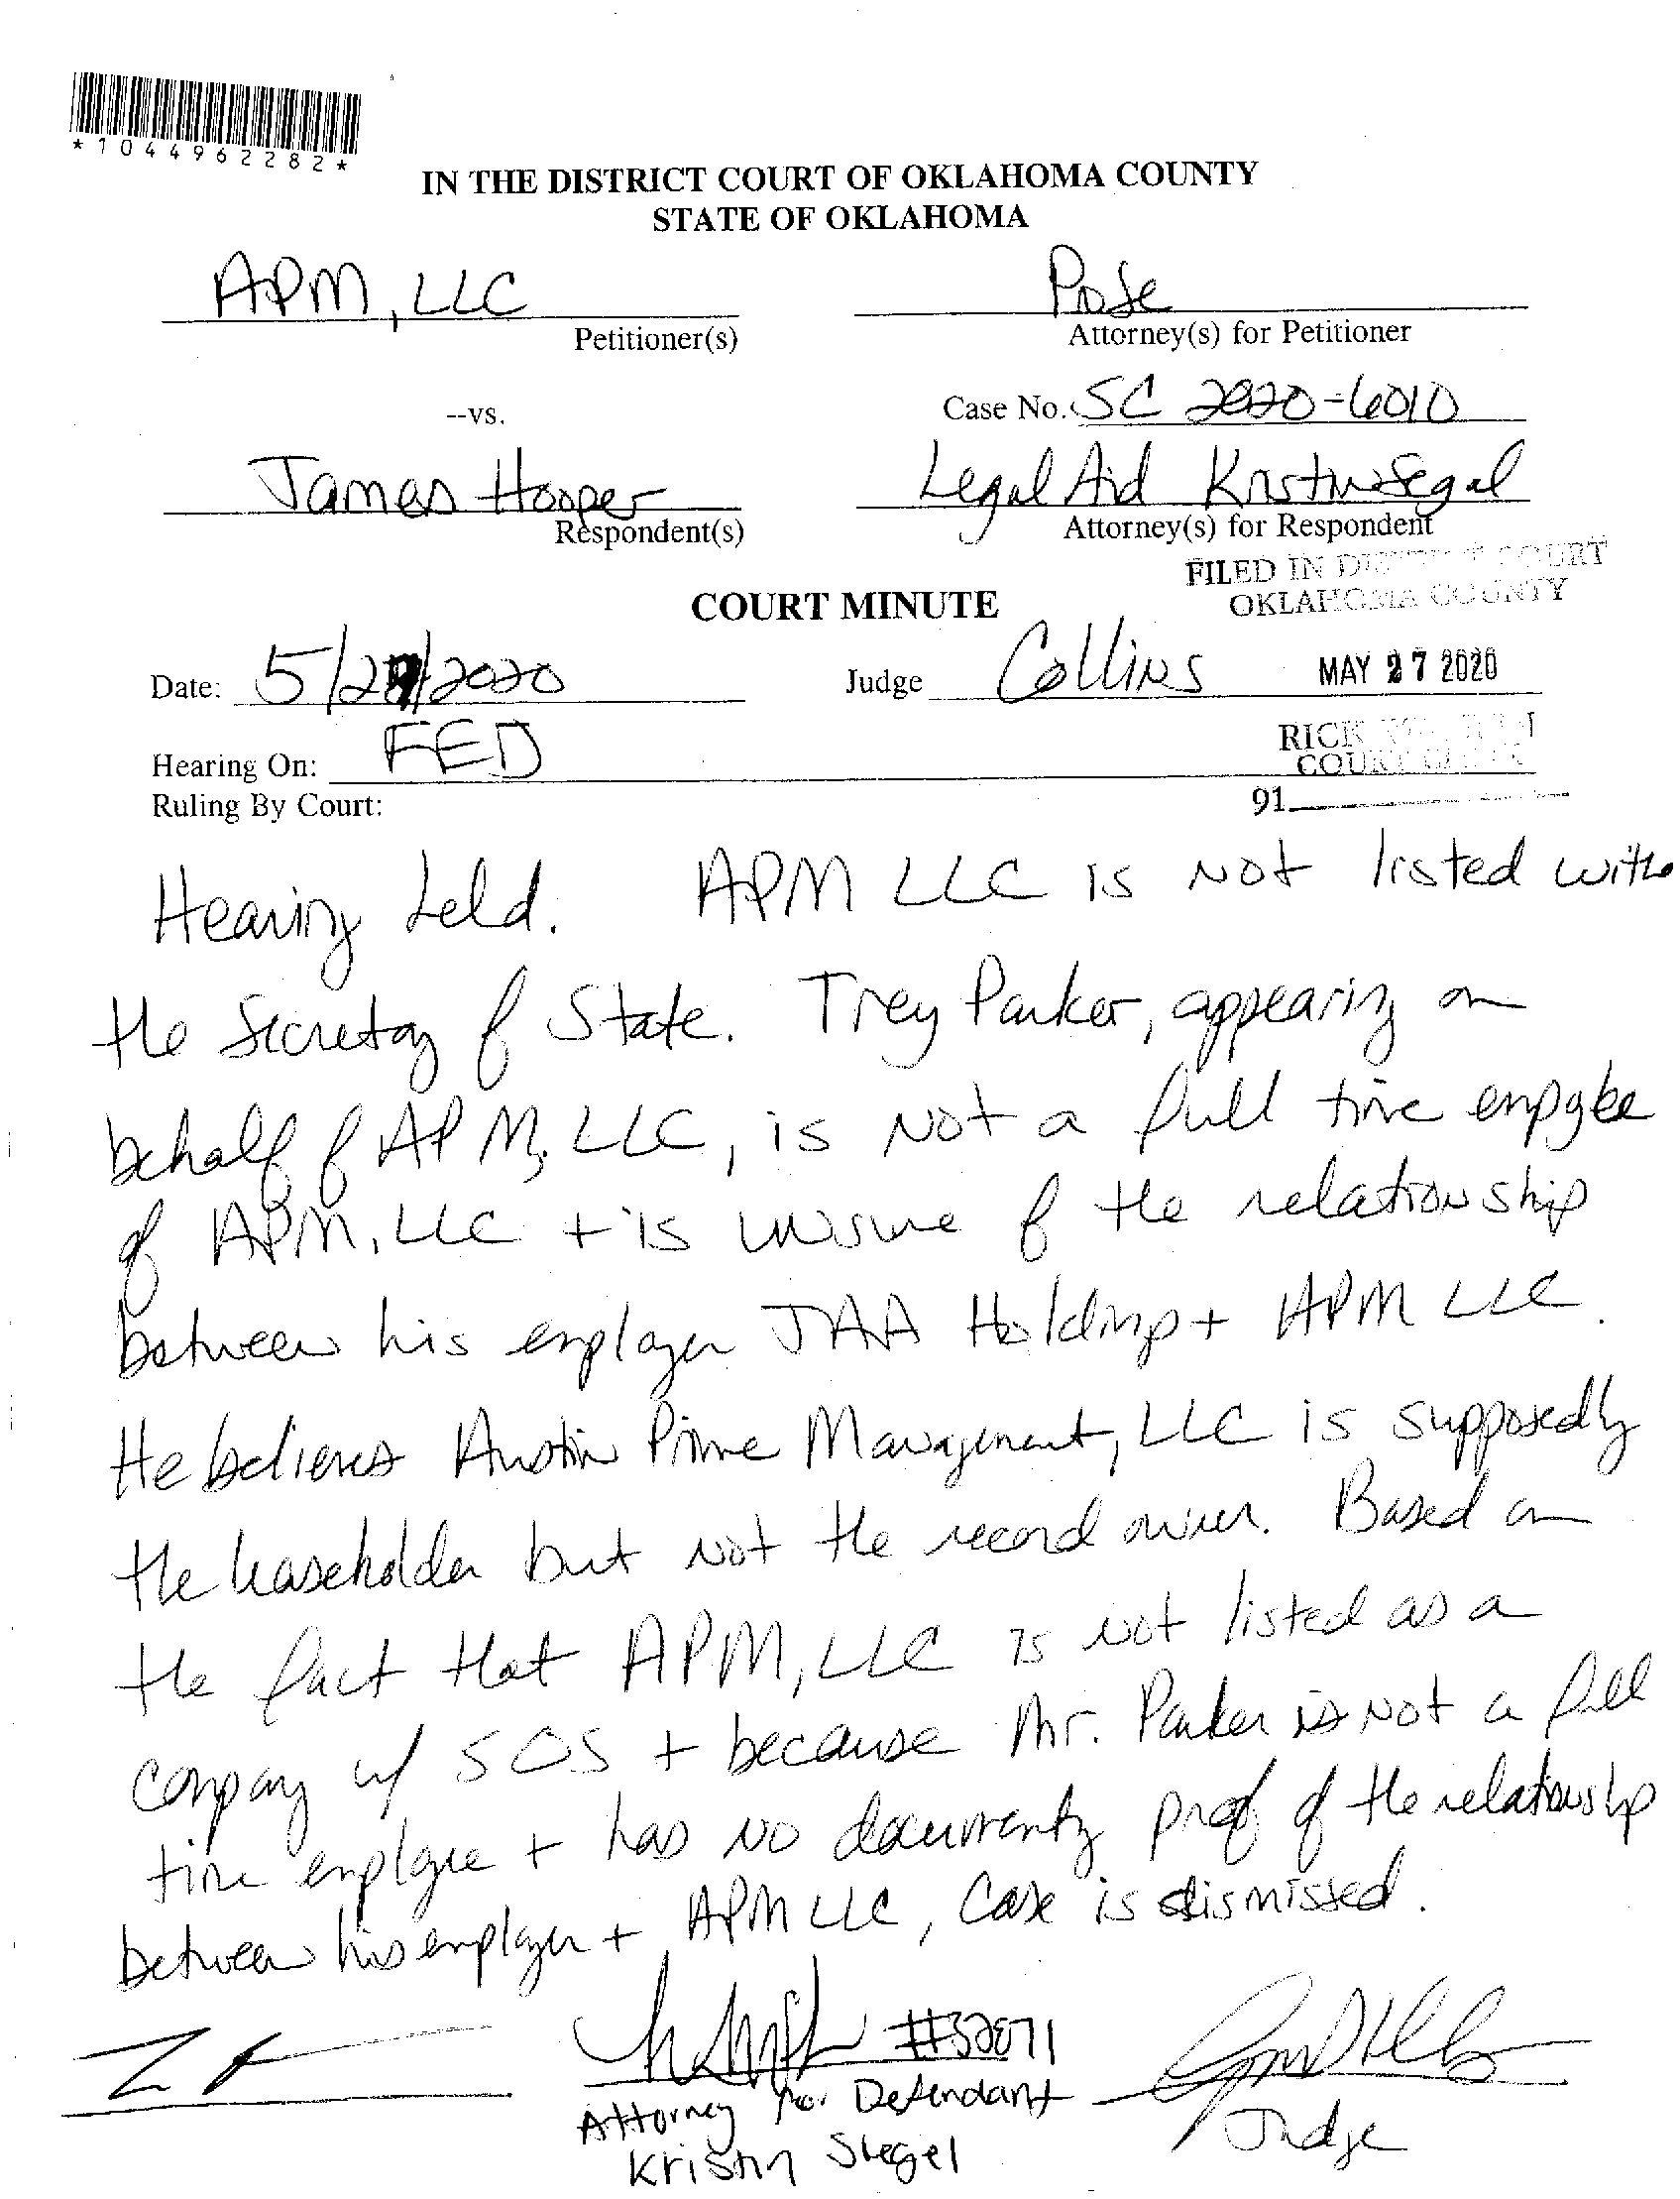 *1044962282*
IN THE DISTRICT COURT OF OKLAHOMA COUNTY
STATE OF OKLAHOMA
APM, LLC
Petitioner(s)
Pro Se
Attorney(s) for Petitioner
--vs.
Case No. SC 2020-6010
James Hooper
Respondent(s)
Legal Aid Kristin Segal
Attorney(s) for Respondent
FILED IN DISTRICT COURT
OKLAHOMA COUNTY
COURT MINUTE
Date: 5/27/2020
Judge Collins
MAY 27 2020
Hearing On: FED
RICK
COURT CLERK
Ruling By Court:
91
Hearing held. APM LLC is not listed with
the Secretary of State. Trey Parker, appearing on
behalf of APM, LLC, is not a full time employee
of APM, LLC + is unsure of the relationship
between his employer JAA Holdings + APM LLC.
He believes Austin Prime Management, LLC is supposedly
the leaseholder but not the record owner. Based on
the fact that APM, LLC is not listed as a
company w/ SOS + because Mr. Parker is not a full
time employee + has no documentary proof of the relationship
between his employer + APM LLC, Case is dismissed.
#32871
Attorney for Defendant
Kristin Siegel
Judge